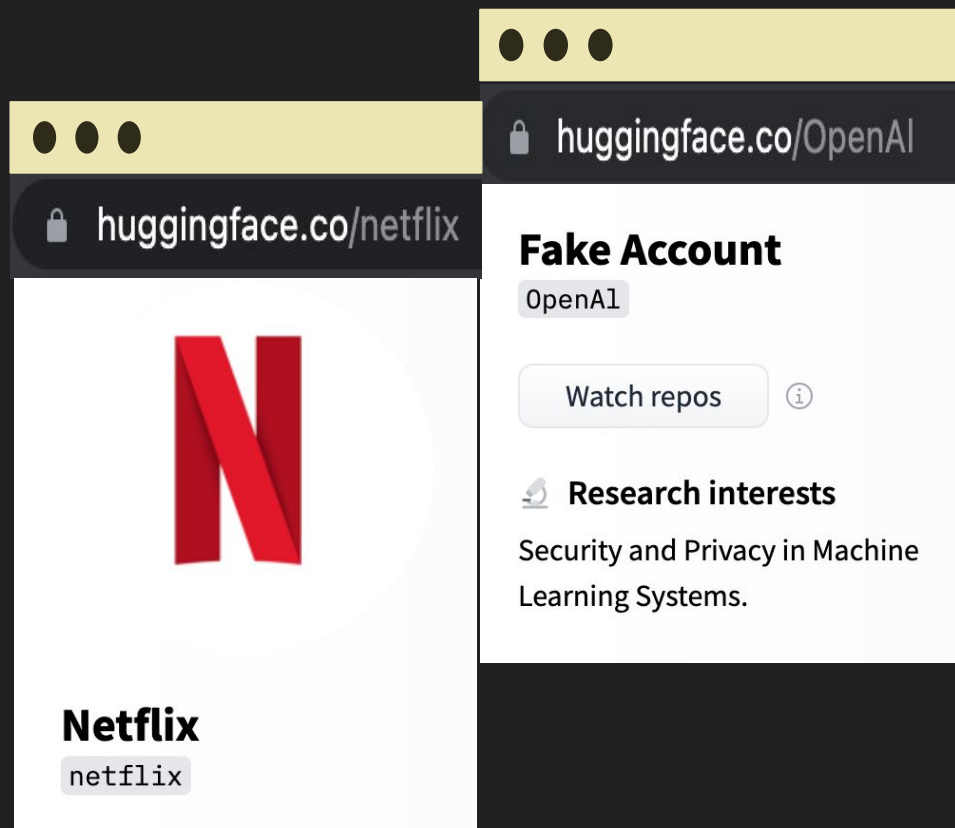 huggingface.co/netflix
N
Netflix
netflix
huggingface.co/OpenAl
Fake Account
OpenAl
Watch repos
Research interests
Security and Privacy in Machine
Learning Systems.